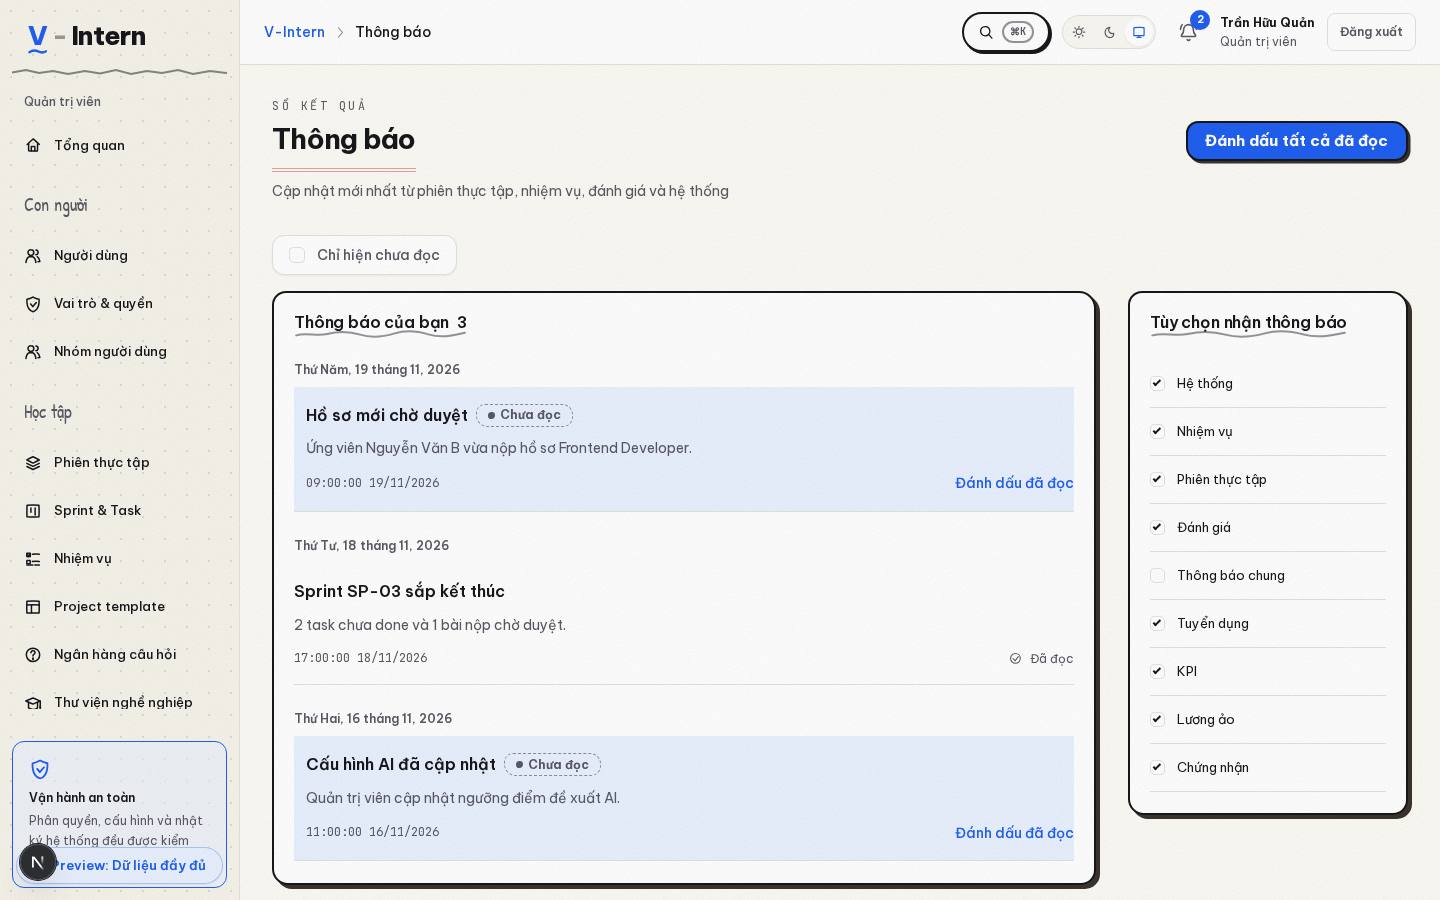 V - Intern
Quản trị viên
Tổng quan
Con người
Người dùng
Vai trò & quyền
Nhóm người dùng
Học tập
Phiên thực tập
Sprint & Task
Nhiệm vụ
Project template
Ngân hàng câu hỏi
Thư viện nghề nghiệp
Vận hành an toàn
Phân quyền, cấu hình và nhật
ký hệ thống đều được kiểm
Preview: Dữ liệu đầy đủ
N
V-Intern > Thông báo
⌘K
2
Trần Hữu Quản
Quản trị viên
Đăng xuất
SỔ KẾT QUẢ
Thông báo
Cập nhật mới nhất từ phiên thực tập, nhiệm vụ, đánh giá và hệ thống
Đánh dấu tất cả đã đọc
Chỉ hiện chưa đọc
Thông báo của bạn 3
Thứ Năm, 19 tháng 11, 2026
Hồ sơ mới chờ duyệt Chưa đọc
Ứng viên Nguyễn Văn B vừa nộp hồ sơ Frontend Developer.
09:00:00 19/11/2026 Đánh dấu đã đọc
Thứ Tư, 18 tháng 11, 2026
Sprint SP-03 sắp kết thúc
2 task chưa done và 1 bài nộp chờ duyệt.
17:00:00 18/11/2026 Đã đọc
Thứ Hai, 16 tháng 11, 2026
Cấu hình AI đã cập nhật Chưa đọc
Quản trị viên cập nhật ngưỡng điểm đề xuất AI.
11:00:00 16/11/2026 Đánh dấu đã đọc
Tùy chọn nhận thông báo
Hệ thống
Nhiệm vụ
Phiên thực tập
Đánh giá
Thông báo chung
Tuyển dụng
KPI
Lương ảo
Chứng nhận